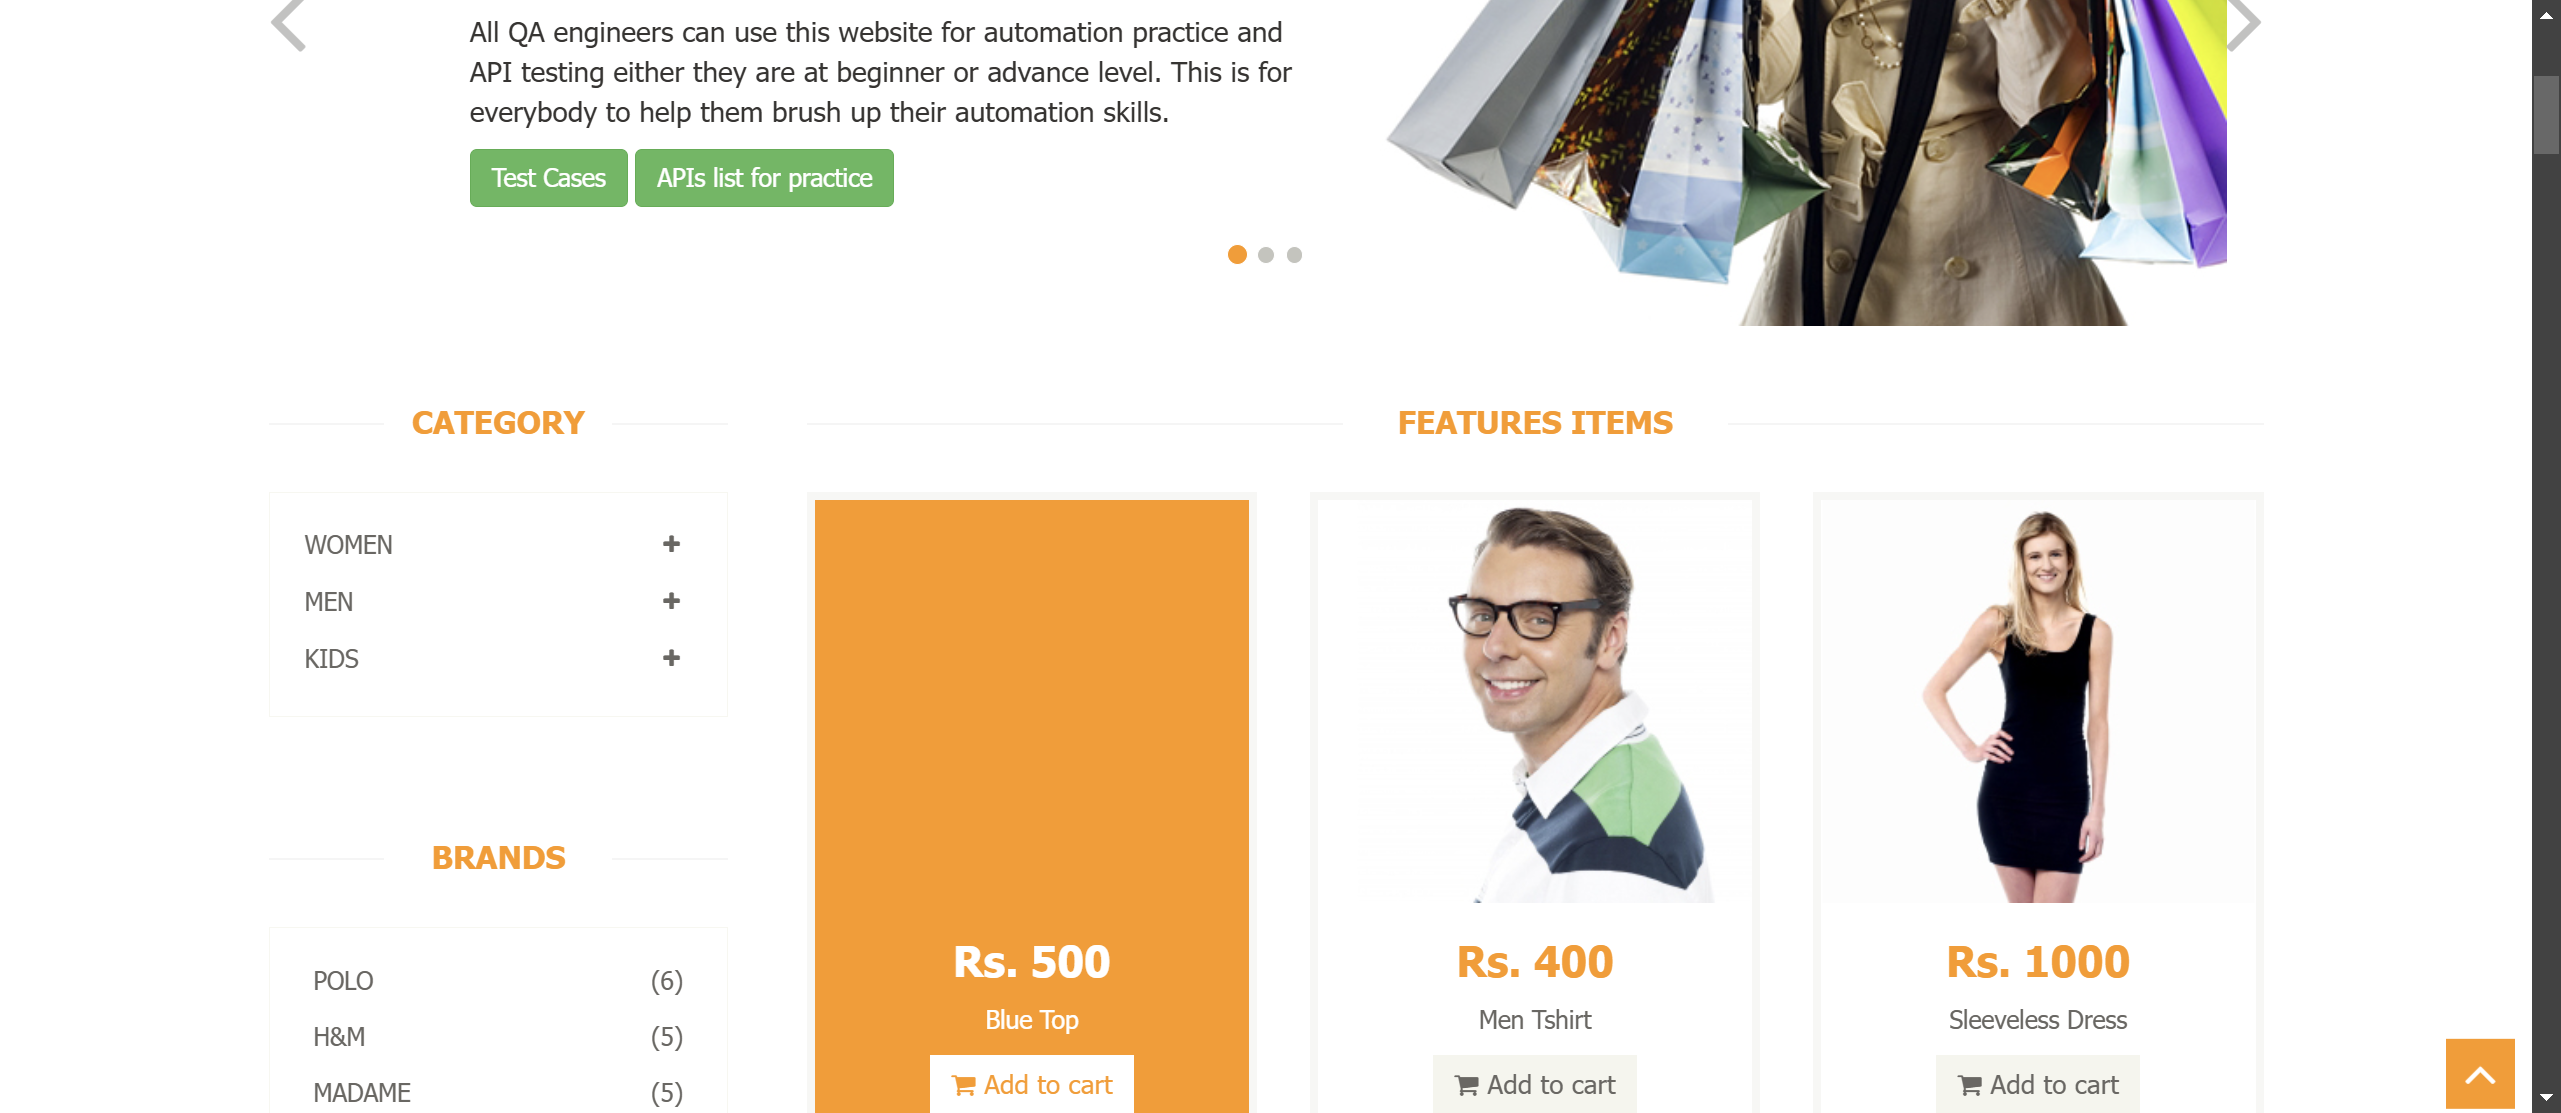 All QA engineers can use this website for automation practice and
API testing either they are at beginner or advance level. This is for
everybody to help them brush up their automation skills.
Test Cases
APIs list for practice
CATEGORY
WOMEN
MEN
KIDS
BRANDS
POLO (6)
H&M (5)
MADAME (5)
FEATURES ITEMS
Rs. 500
Blue Top
Add to cart
Rs. 400
Men Tshirt
Add to cart
Rs. 1000
Sleeveless Dress
Add to cart